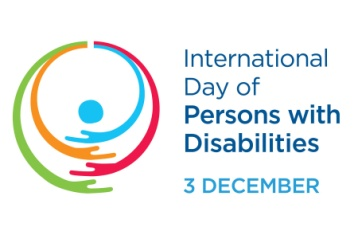 International
Day of
Persons with
Disabilities
3 DECEMBER